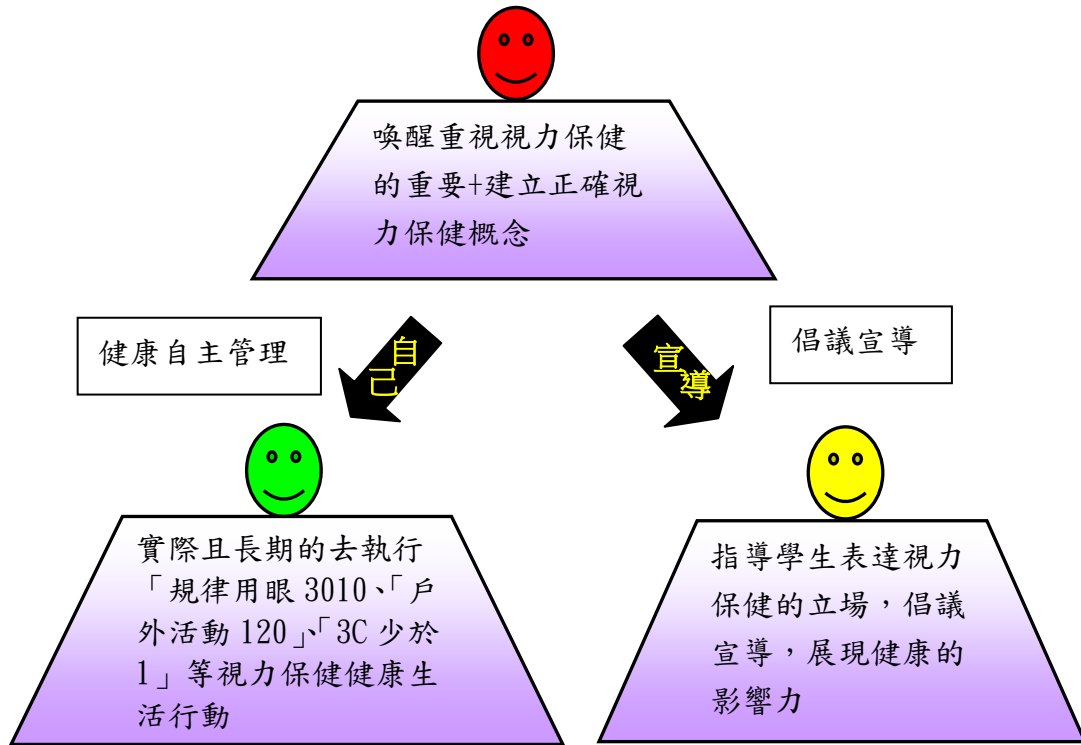 喚醒重視視力保健
的重要+建立正確視
力保健概念
健康自主管理
自己
宣導
倡議宣導
實際且長期的去執行
「規律用眼 3010、「戶
外活動 120」、「3C 少於
1」等視力保健健康生
活行動
指導學生表達視力
保健的立場，倡議
宣導，展現健康的
影響力